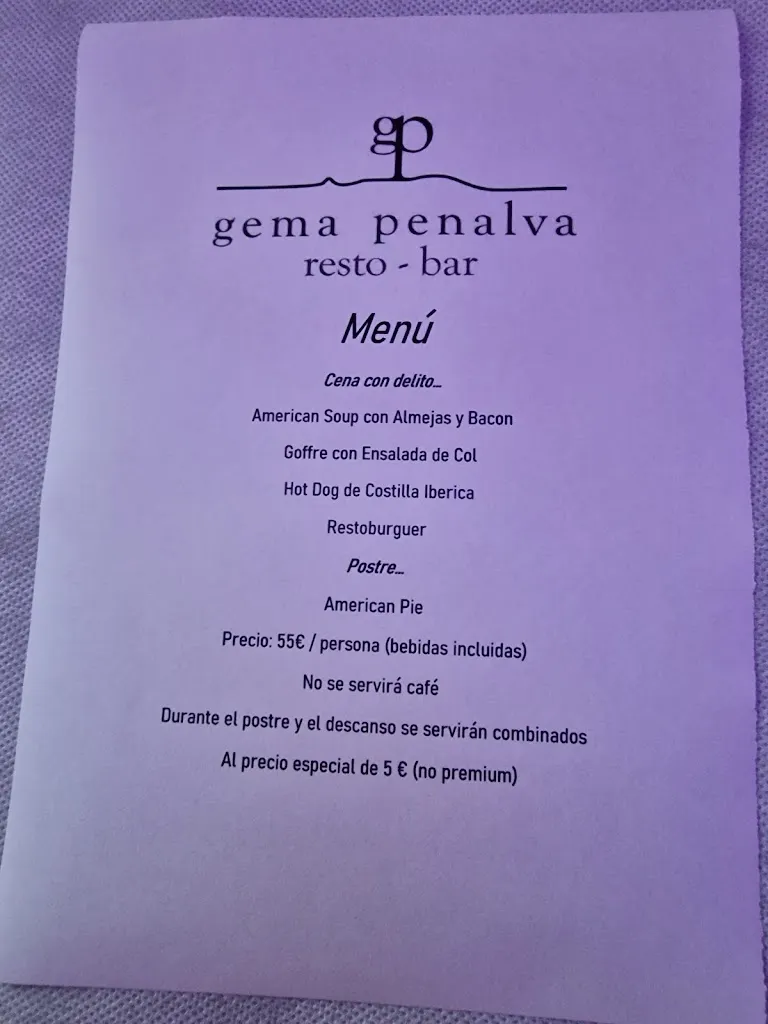 gp
gema penalva
resto - bar
Menú
Cena con delito...
American Soup con Almejas y Bacon
Goffre con Ensalada de Col
Hot Dog de Costilla Iberica
Restoburguer
Postre...
American Pie
Precio: 55€ / persona (bebidas incluidas)
No se servirá café
Durante el postre y el descanso se servirán combinados
Al precio especial de 5 € (no premium)